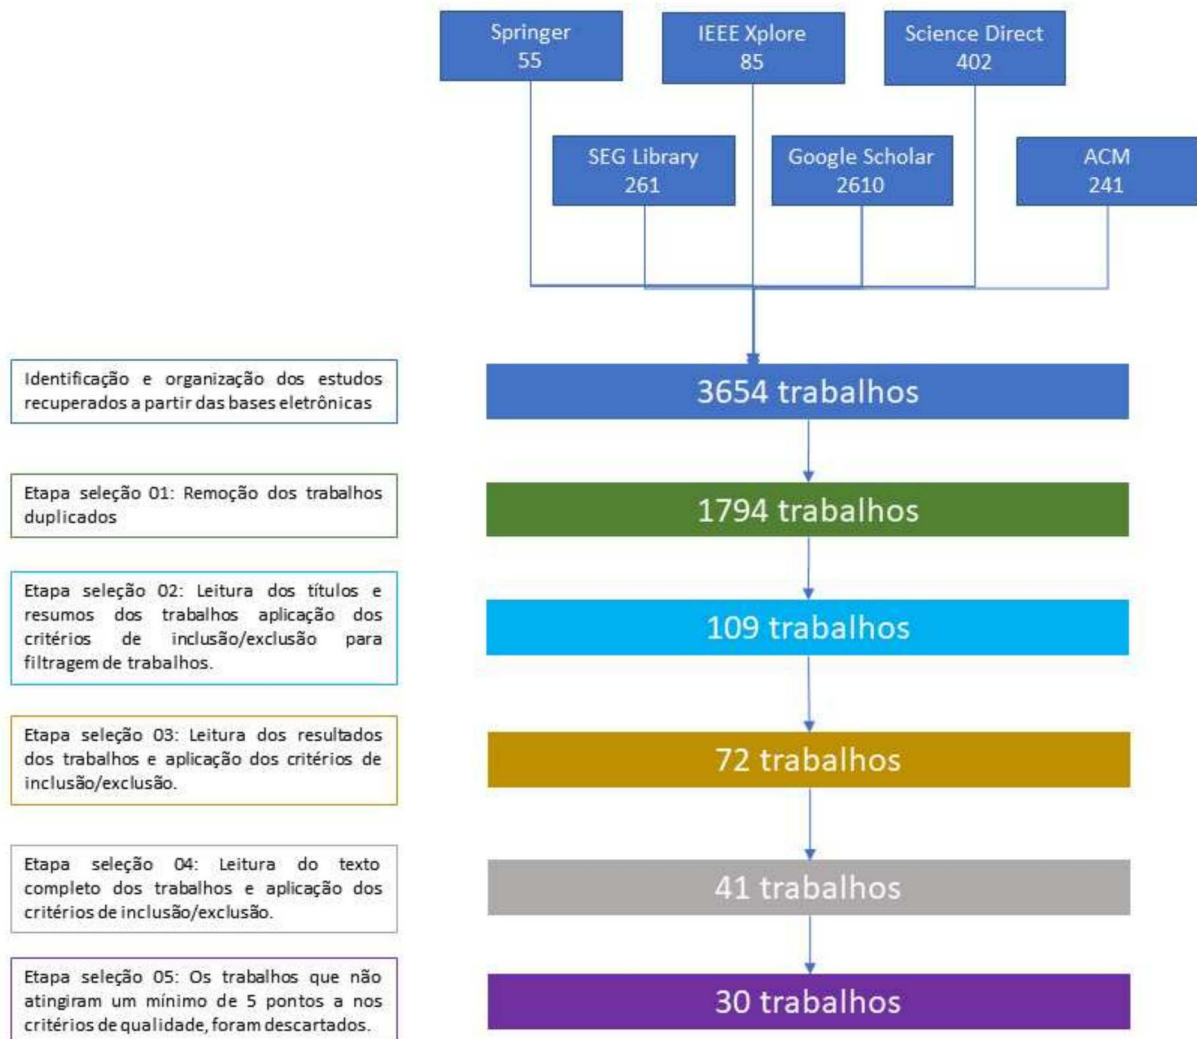 Springer
55
IEEE Xplore
85
Science Direct
402
SEG Library
261
Google Scholar
2610
ACM
241
Identificação e organização dos estudos
recuperados a partir das bases eletrônicas
3654 trabalhos
Etapa seleção 01: Remoção dos trabalhos
duplicados
1794 trabalhos
Etapa seleção 02: Leitura dos títulos e
resumos dos trabalhos aplicação dos
critérios de inclusão/exclusão para
filtragem de trabalhos.
109 trabalhos
Etapa seleção 03: Leitura dos resultados
dos trabalhos e aplicação dos critérios de
inclusão/exclusão.
72 trabalhos
Etapa seleção 04: Leitura do texto
completo dos trabalhos e aplicação dos
critérios de inclusão/exclusão.
41 trabalhos
Etapa seleção 05: Os trabalhos que não
atingiram um mínimo de 5 pontos a nos
critérios de qualidade, foram descartados.
30 trabalhos